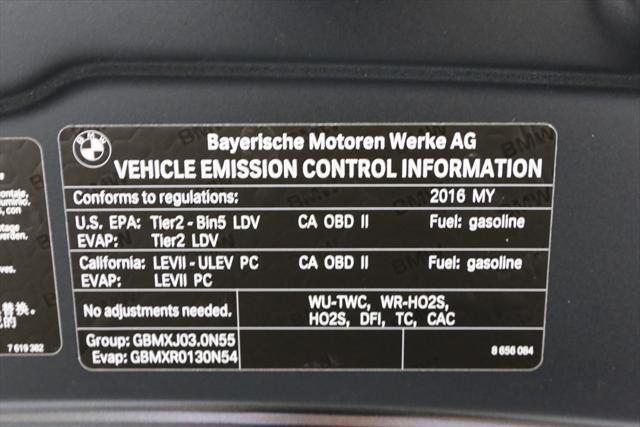 BMW
Bayerische Motoren Werke AG
VEHICLE EMISSION CONTROL INFORMATION
Conforms to regulations: 2016 MY
U.S. EPA: Tier2 - Bin5 LDV CA OBD II Fuel: gasoline
EVAP: Tier2 LDV
California: LEVII - ULEV PC CA OBD II Fuel: gasoline
EVAP: LEVII PC
No adjustments needed. WU-TWC, WR-HO2S,
HO2S, DFI, TC, CAC
Group: GBMXJ03.0N55
Evap: GBMXR0130N54 8 656 084
7 619 382